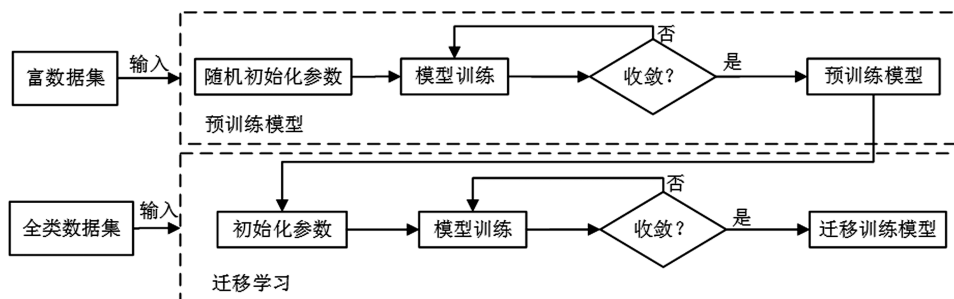 富数据集
输入
随机初始化参数
模型训练
否
收敛？
是
预训练模型
预训练模型
全类数据集
输入
初始化参数
模型训练
否
收敛？
是
迁移训练模型
迁移学习